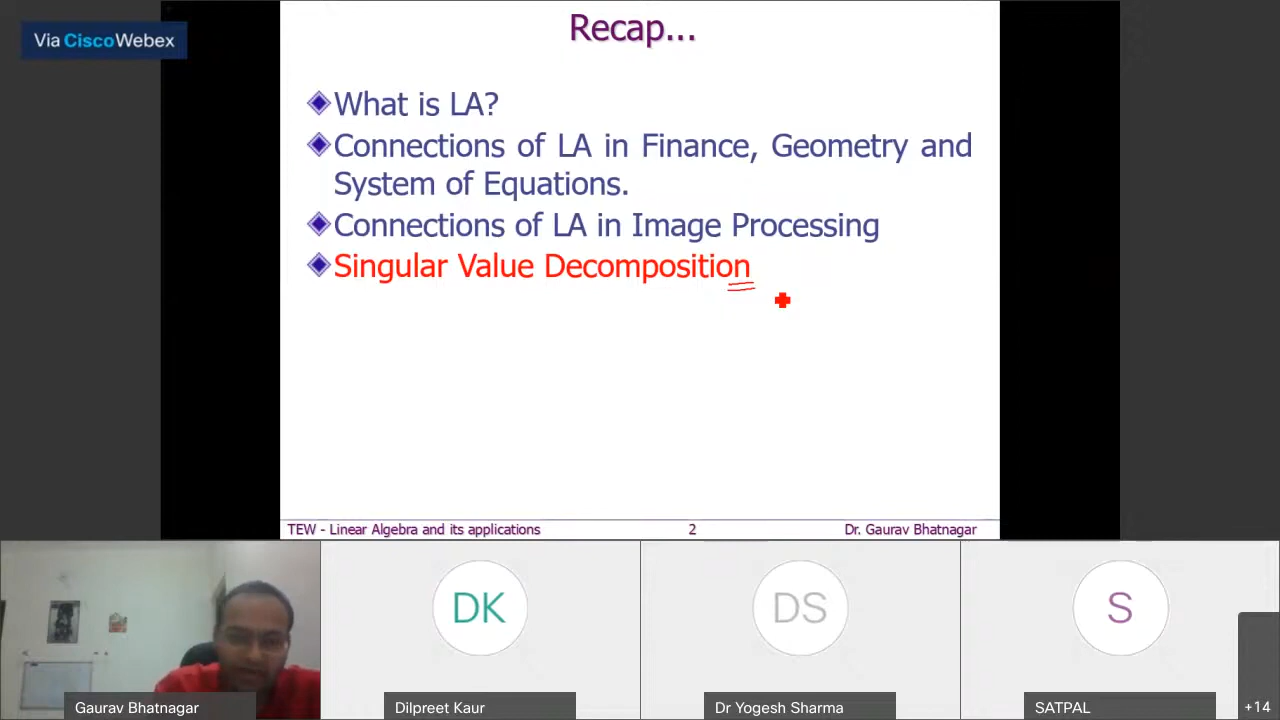 Via Cisco Webex
Recap...
What is LA?
Connections of LA in Finance, Geometry and
System of Equations.
Connections of LA in Image Processing
Singular Value Decomposition
TEW - Linear Algebra and its applications 2 Dr. Gaurav Bhatnagar
DK DS S
Gaurav Bhatnagar Dilpreet Kaur Dr Yogesh Sharma SATPAL +14